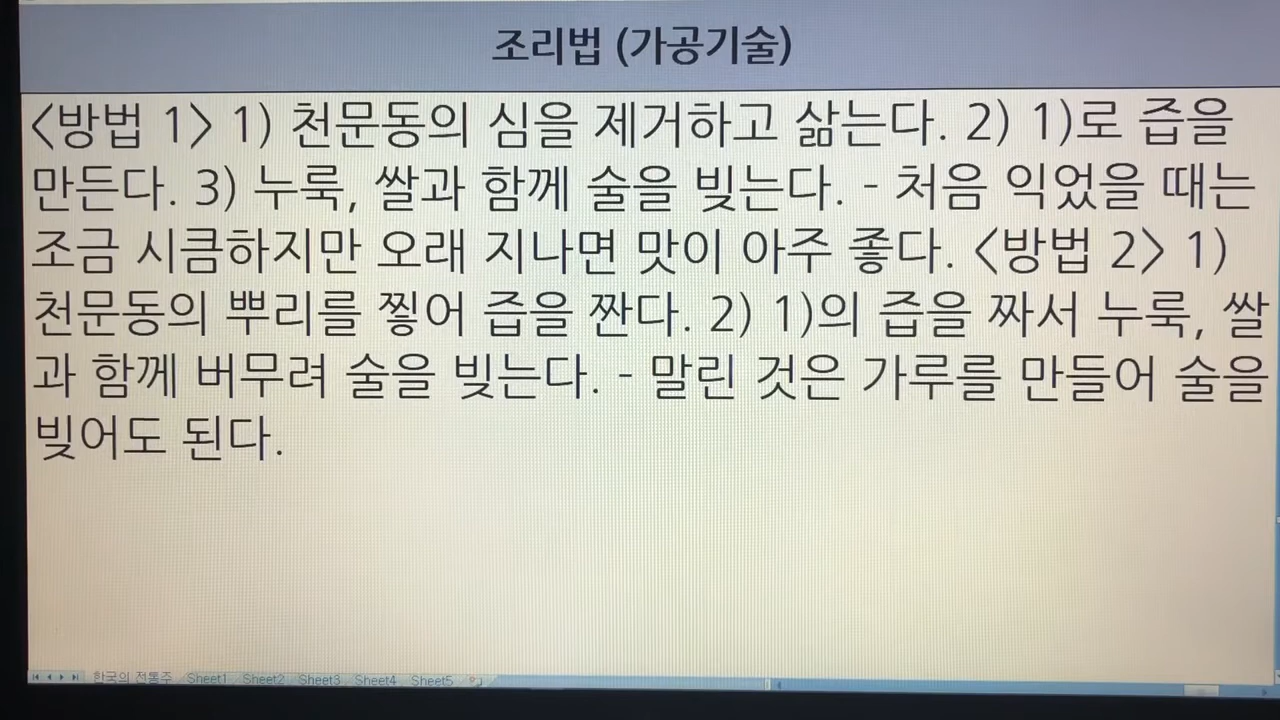 조리법 (가공기술)
<방법 1> 1) 천문동의 심을 제거하고 삶는다. 2) 1)로 즙을
만든다. 3) 누룩, 쌀과 함께 술을 빚는다. - 처음 익었을 때는
조금 시큼하지만 오래 지나면 맛이 아주 좋다. <방법 2> 1)
천문동의 뿌리를 찧어 즙을 짠다. 2) 1)의 즙을 짜서 누룩, 쌀
과 함께 버무려 술을 빚는다. - 말린 것은 가루를 만들어 술을
빚어도 된다.
한국의 전통주 Sheet1 Sheet2 Sheet3 Sheet4 Sheet5